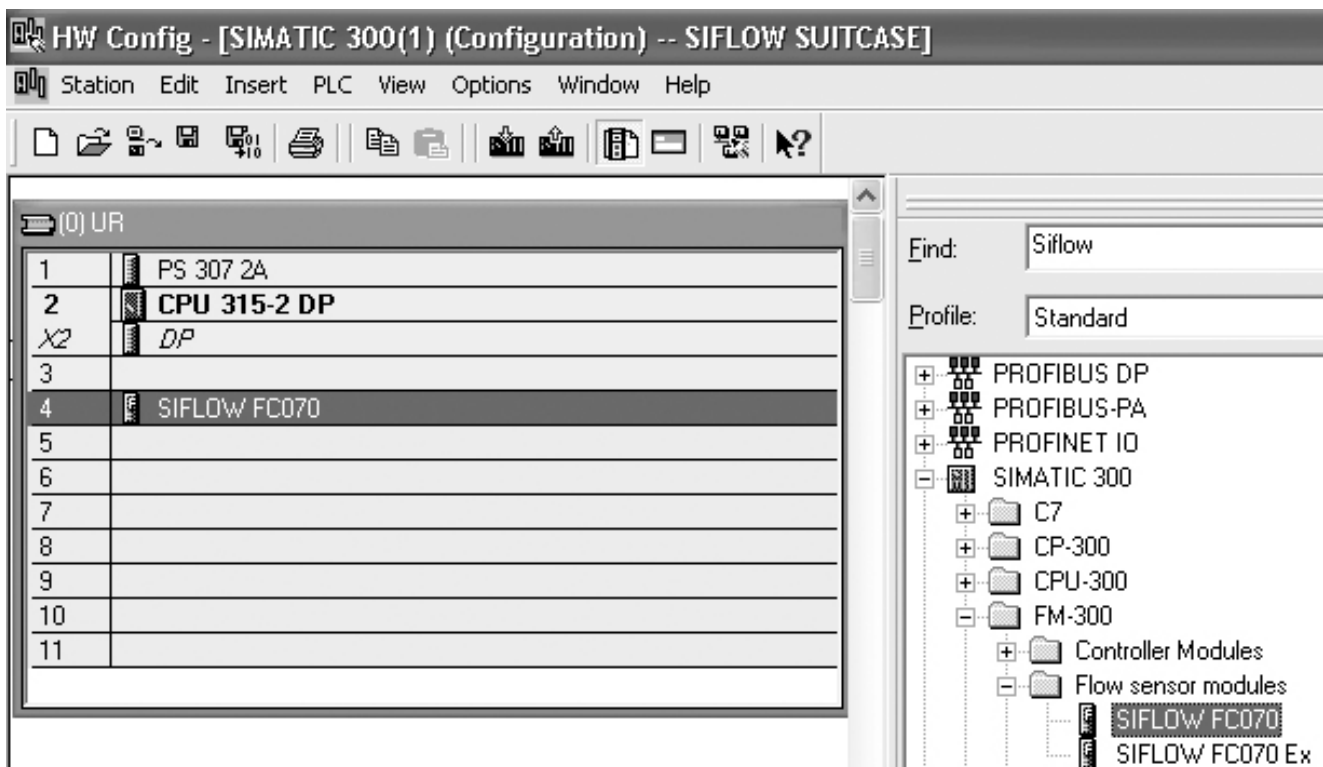 HW Config - [SIMATIC 300(1) (Configuration) -- SIFLOW SUITCASE]
Station Edit Insert PLC View Options Window Help
(0) UR
1 PS 307 2A
2 CPU 315-2 DP
X2 DP
3
4 SIFLOW FC070
5
6
7
8
9
10
11
Find: Siflow
Profile: Standard
PROFIBUS DP
PROFIBUS-PA
PROFINET IO
SIMATIC 300
C7
CP-300
CPU-300
FM-300
Controller Modules
Flow sensor modules
SIFLOW FC070
SIFLOW FC070 Ex